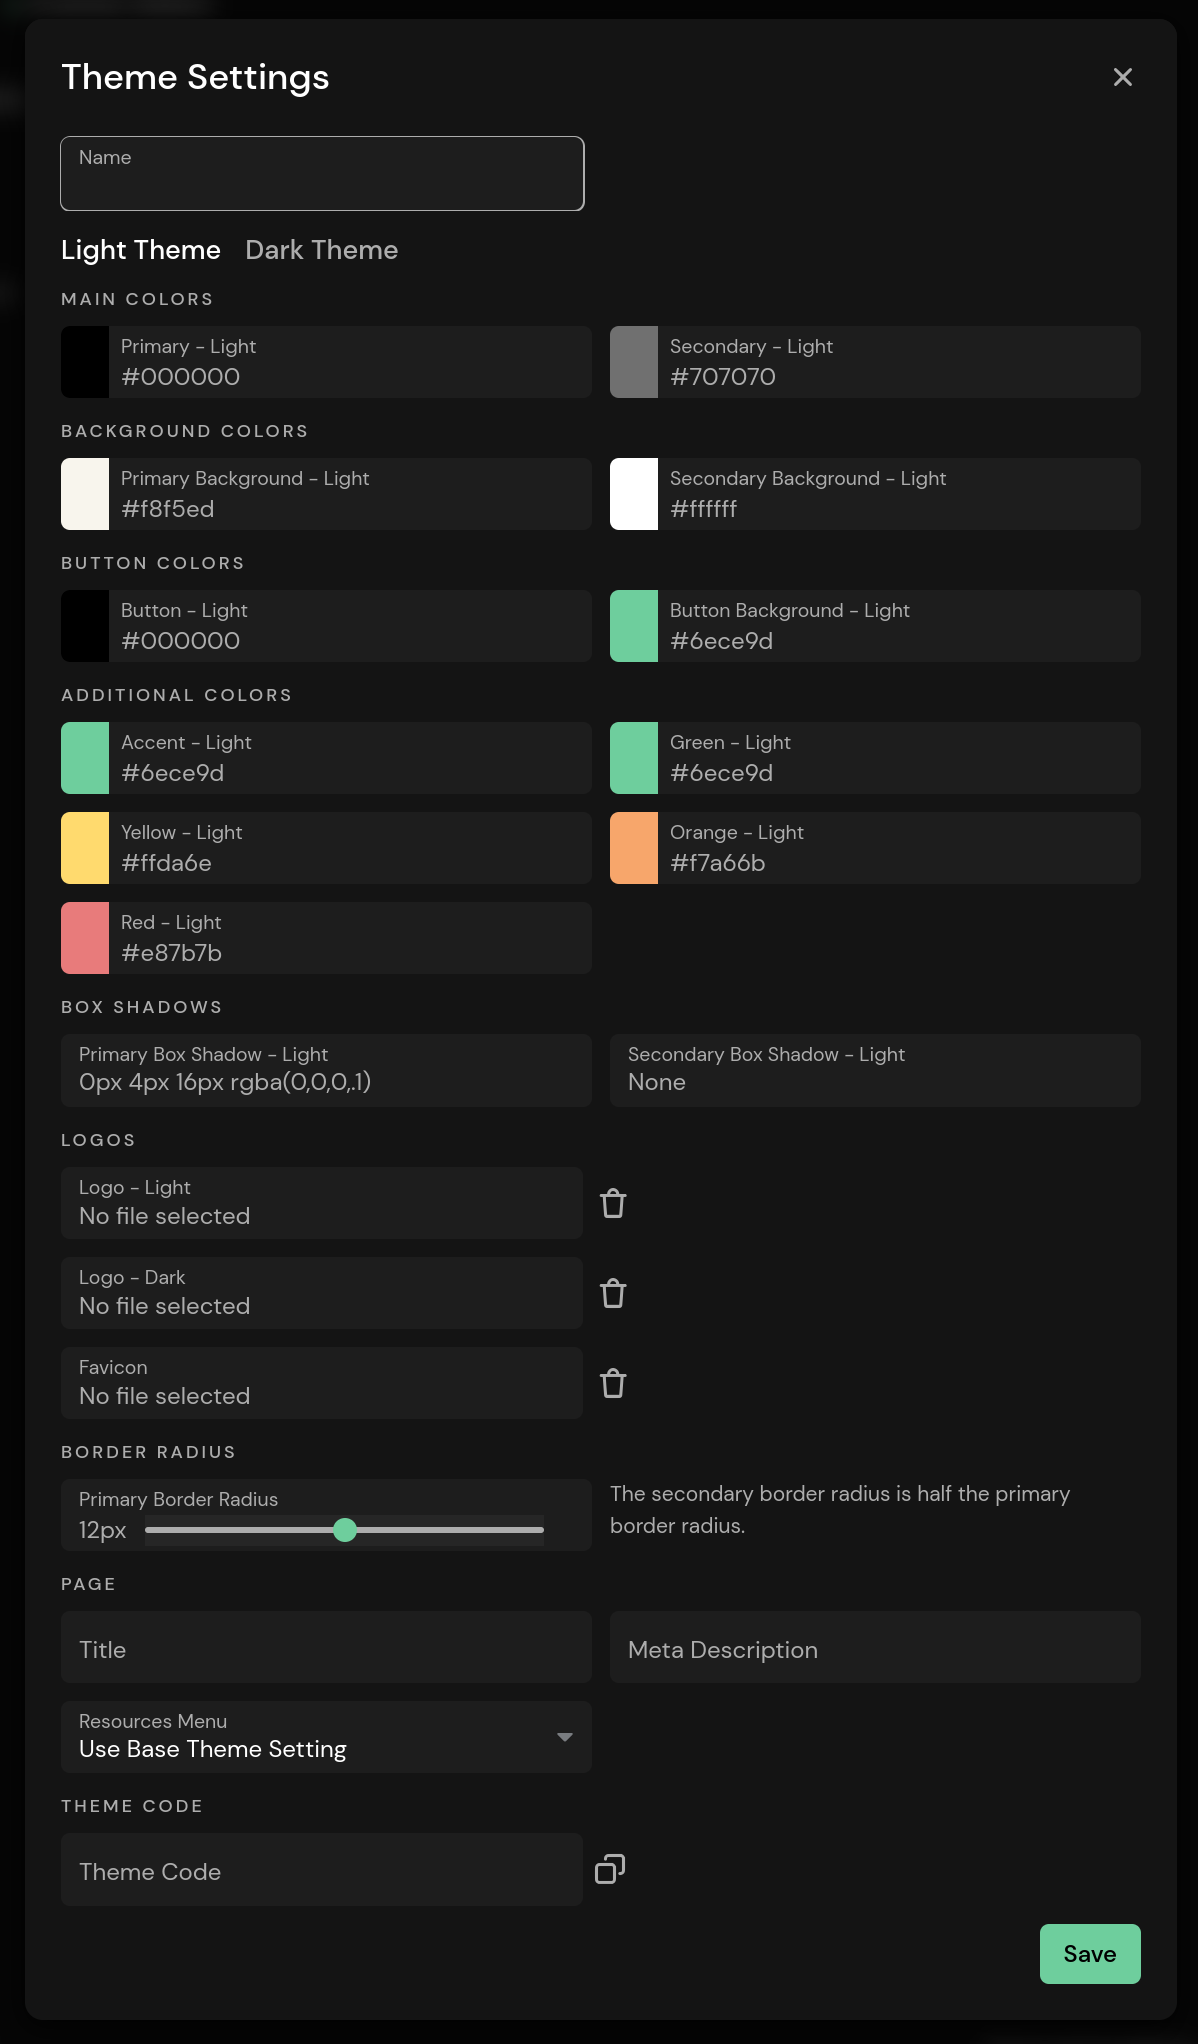 Theme Settings
Name
Light Theme Dark Theme
MAIN COLORS
Primary - Light
#000000
Secondary - Light
#707070
BACKGROUND COLORS
Primary Background - Light
#f8f5ed
Secondary Background - Light
#ffffff
BUTTON COLORS
Button - Light
#000000
Button Background - Light
#6ece9d
ADDITIONAL COLORS
Accent - Light
#6ece9d
Green - Light
#6ece9d
Yellow - Light
#ffda6e
Orange - Light
#f7a66b
Red - Light
#e87b7b
BOX SHADOWS
Primary Box Shadow - Light
0px 4px 16px rgba(0,0,0,.1)
Secondary Box Shadow - Light
None
LOGOS
Logo - Light
No file selected
Logo - Dark
No file selected
Favicon
No file selected
BORDER RADIUS
Primary Border Radius
12px
The secondary border radius is half the primary
border radius.
PAGE
Title
Meta Description
Resources Menu
Use Base Theme Setting
THEME CODE
Theme Code
Save